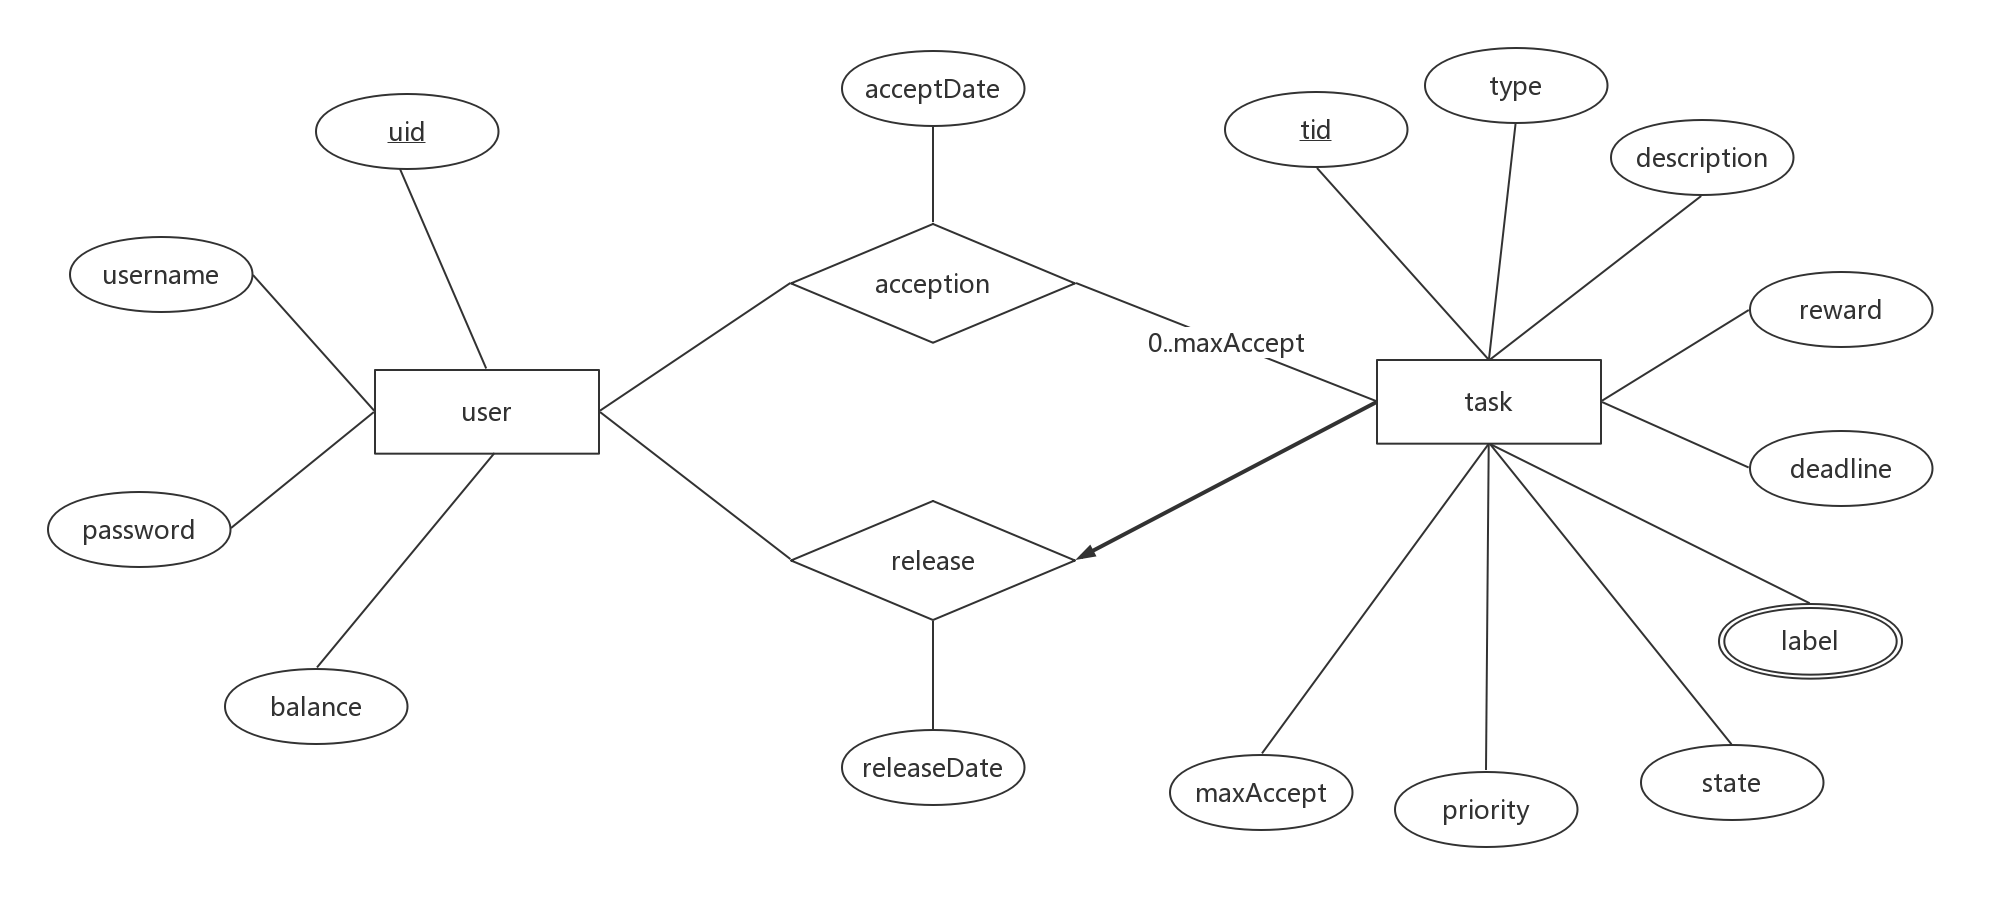 acceptDate
type
tid
uid
description
username
acception
reward
0..maxAccept
user
task
deadline
password
release
label
balance
releaseDate
state
maxAccept
priority